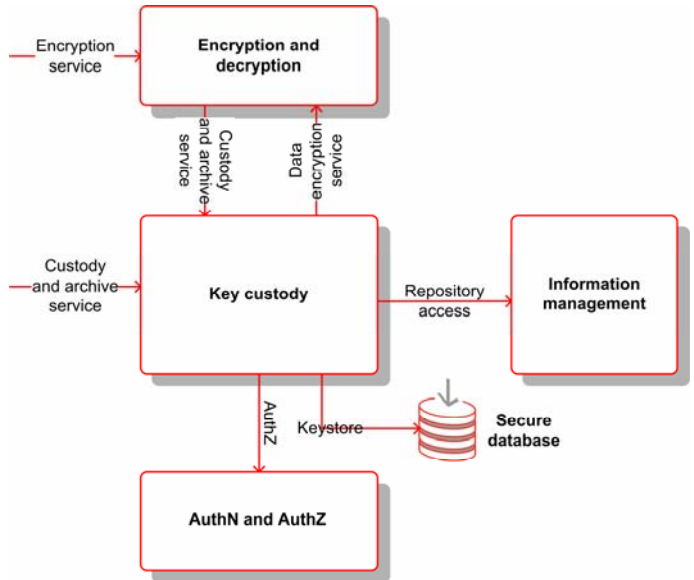 Encryption
service
Encryption and
decryption
Custody
and archive
service
Data
encryption
service
Custody
and archive
service
Key custody
Repository
access
Information
management
AuthZ
Keystore
Secure
database
AuthN and AuthZ